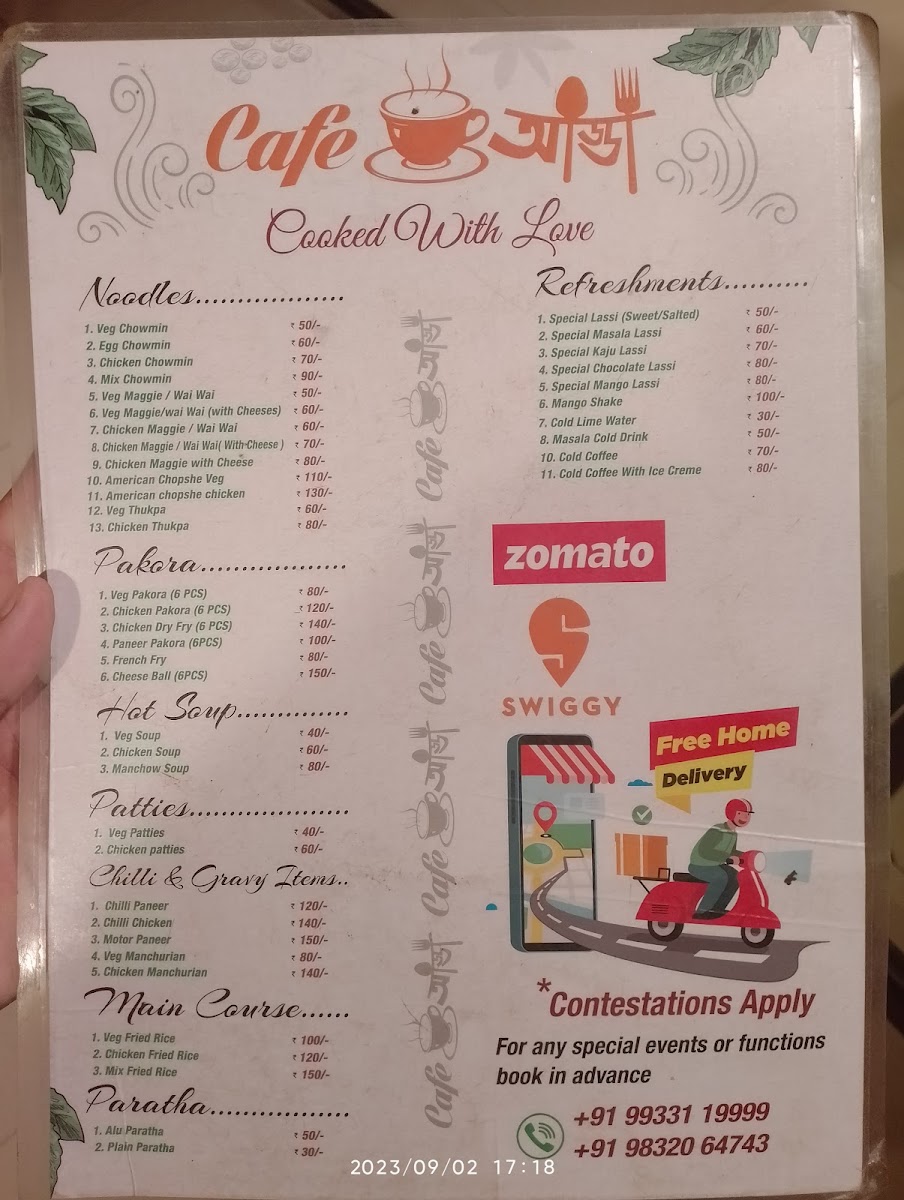 Cafe আড্ডা
Cooked With Love
Noodles..................
1. Veg Chowmin ₹ 50/-
2. Egg Chowmin ₹ 60/-
3. Chicken Chowmin ₹ 70/-
4. Mix Chowmin ₹ 90/-
5. Veg Maggie / Wai Wai ₹ 50/-
6. Veg Maggie/wai Wai (with Cheeses) ₹ 60/-
7. Chicken Maggie / Wai Wai ₹ 60/-
8. Chicken Maggie / Wai Wai( With Cheese ) ₹ 70/-
9. Chicken Maggie with Cheese ₹ 80/-
10. American Chopshe Veg ₹ 110/-
11. American chopshe chicken ₹ 130/-
12. Veg Thukpa ₹ 60/-
13. Chicken Thukpa ₹ 80/-
Pakora..................
1. Veg Pakora (6 PCS) ₹ 80/-
2. Chicken Pakora (6 PCS) ₹ 120/-
3. Chicken Dry Fry (6 PCS) ₹ 140/-
4. Paneer Pakora (6PCS) ₹ 100/-
5. French Fry ₹ 80/-
6. Cheese Ball (6PCS) ₹ 150/-
Hot Soup..............
1. Veg Soup ₹ 40/-
2. Chicken Soup ₹ 60/-
3. Manchow Soup ₹ 80/-
Patties....................
1. Veg Patties ₹ 40/-
2. Chicken patties ₹ 60/-
Chilli & Gravy Items..
1. Chilli Paneer ₹ 120/-
2. Chilli Chicken ₹ 140/-
3. Motor Paneer ₹ 150/-
4. Veg Manchurian ₹ 80/-
5. Chicken Manchurian ₹ 140/-
Main Course......
1. Veg Fried Rice ₹ 100/-
2. Chicken Fried Rice ₹ 120/-
3. Mix Fried Rice ₹ 150/-
Paratha.................
1. Alu Paratha ₹ 50/-
2. Plain Paratha ₹ 30/-
Cafe আড্ডা
Cafe আড্ডা
Cafe আড্ডা
Cafe আড্ডা
Refreshments..........
1. Special Lassi (Sweet/Salted) ₹ 50/-
2. Special Masala Lassi ₹ 60/-
3. Special Kaju Lassi ₹ 70/-
4. Special Chocolate Lassi ₹ 80/-
5. Special Mango Lassi ₹ 80/-
6. Mango Shake ₹ 100/-
7. Cold Lime Water ₹ 30/-
8. Masala Cold Drink ₹ 50/-
10. Cold Coffee ₹ 70/-
11. Cold Coffee With Ice Creme ₹ 80/-
zomato
SWIGGY
Free Home
Delivery
*Contestations Apply
For any special events or functions
book in advance
+91 99331 19999
+91 98320 64743
2023/09/02 17:18